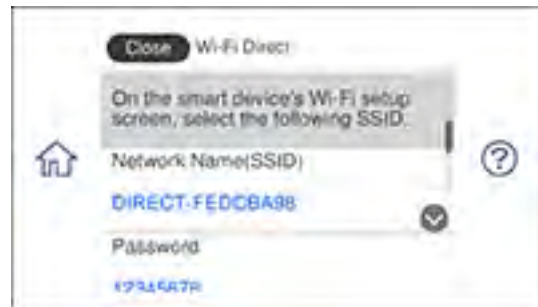 Close Wi-Fi Direct
On the smart device's Wi-Fi setup
screen, select the following SSID.
Network Name(SSID)
DIRECT-FEDCBA98
Password
12345678
?